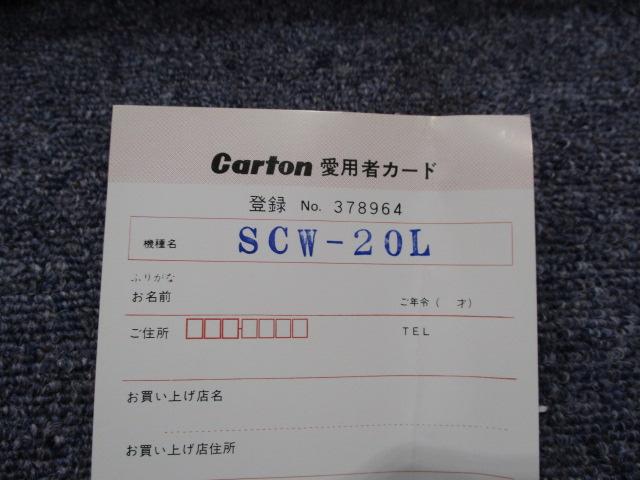 Carton 愛用者カード
登録 No. 378964
機種名 SCW-20L
ふりがな
お名前 ご年令( 才)
ご住所 TEL
お買い上げ店名
お買い上げ店住所